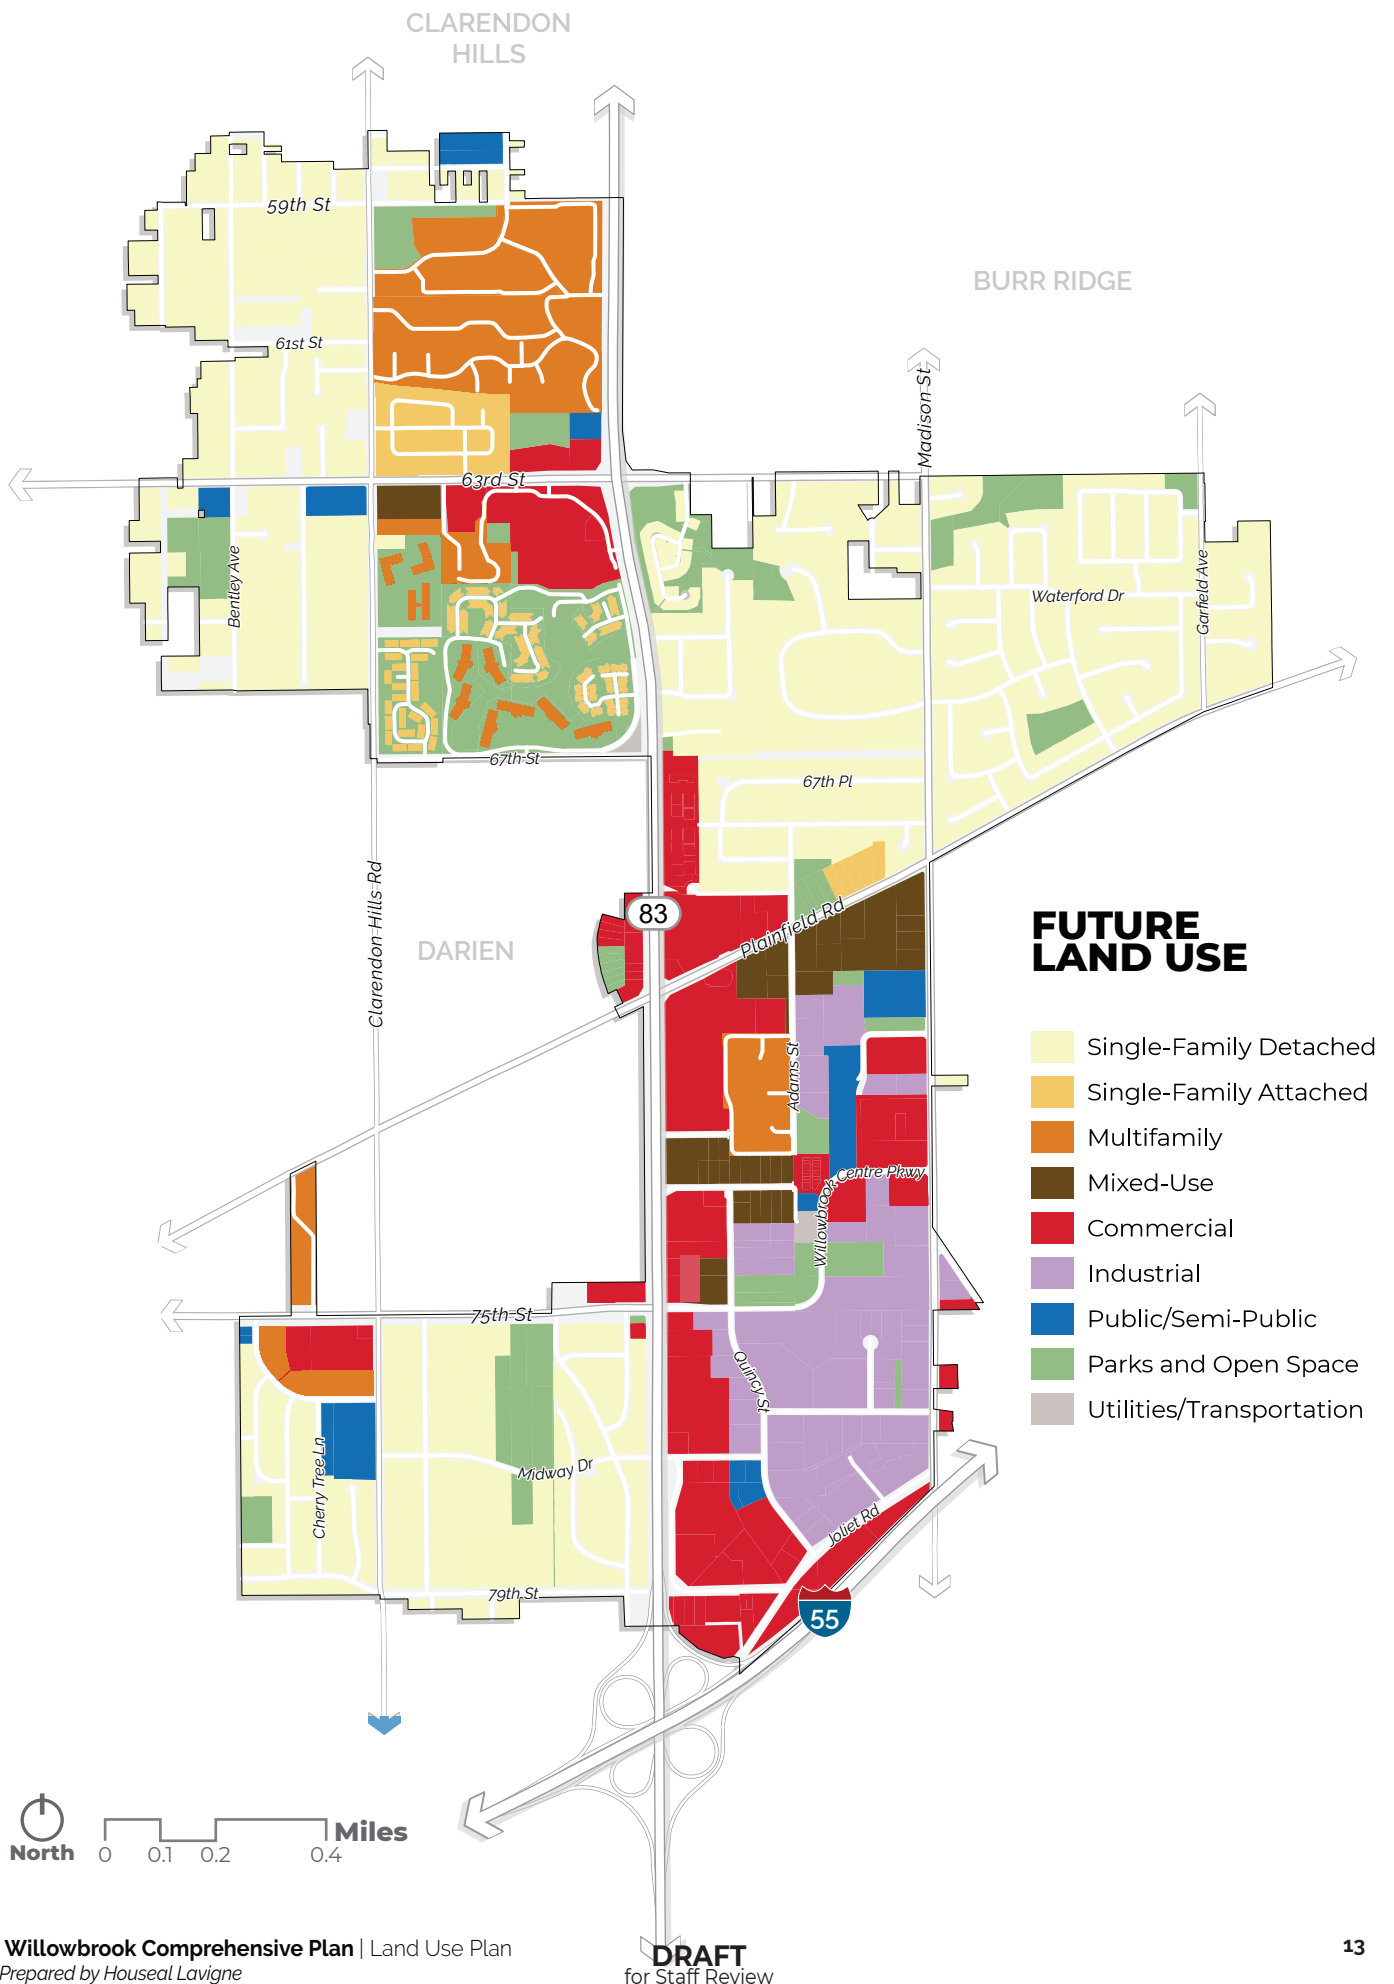 CLARENDON
HILLS
59th St
BURR RIDGE
61st St
Madison St
63rd St
Bentley Ave
Waterford Dr
Garfield Ave
67th St
67th Pl
Clarendon Hills Rd
83
Plainfield Rd
DARIEN
FUTURE
LAND USE
Single-Family Detached
Single-Family Attached
Multifamily
Mixed-Use
Commercial
Industrial
Public/Semi-Public
Parks and Open Space
Utilities/Transportation
Adams St
Willowbrook Centre Pkwy
75th St
Quincy St
Cherry Tree Ln
Midway Dr
Joliet Rd
79th St
55
North
0 0.1 0.2 0.4 Miles
Willowbrook Comprehensive Plan | Land Use Plan
Prepared by Houseal Lavigne
DRAFT
for Staff Review
13